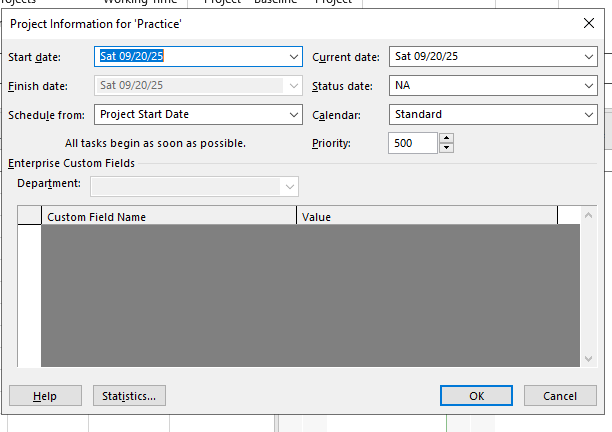 rojects Working Time Project Baseline Project
Project Information for 'Practice'
Start date: Sat 09/20/25 Current date: Sat 09/20/25
Finish date: Sat 09/20/25 Status date: NA
Schedule from: Project Start Date Calendar: Standard
All tasks begin as soon as possible. Priority: 500
Enterprise Custom Fields
Department:
Custom Field Name Value
Help Statistics... OK Cancel